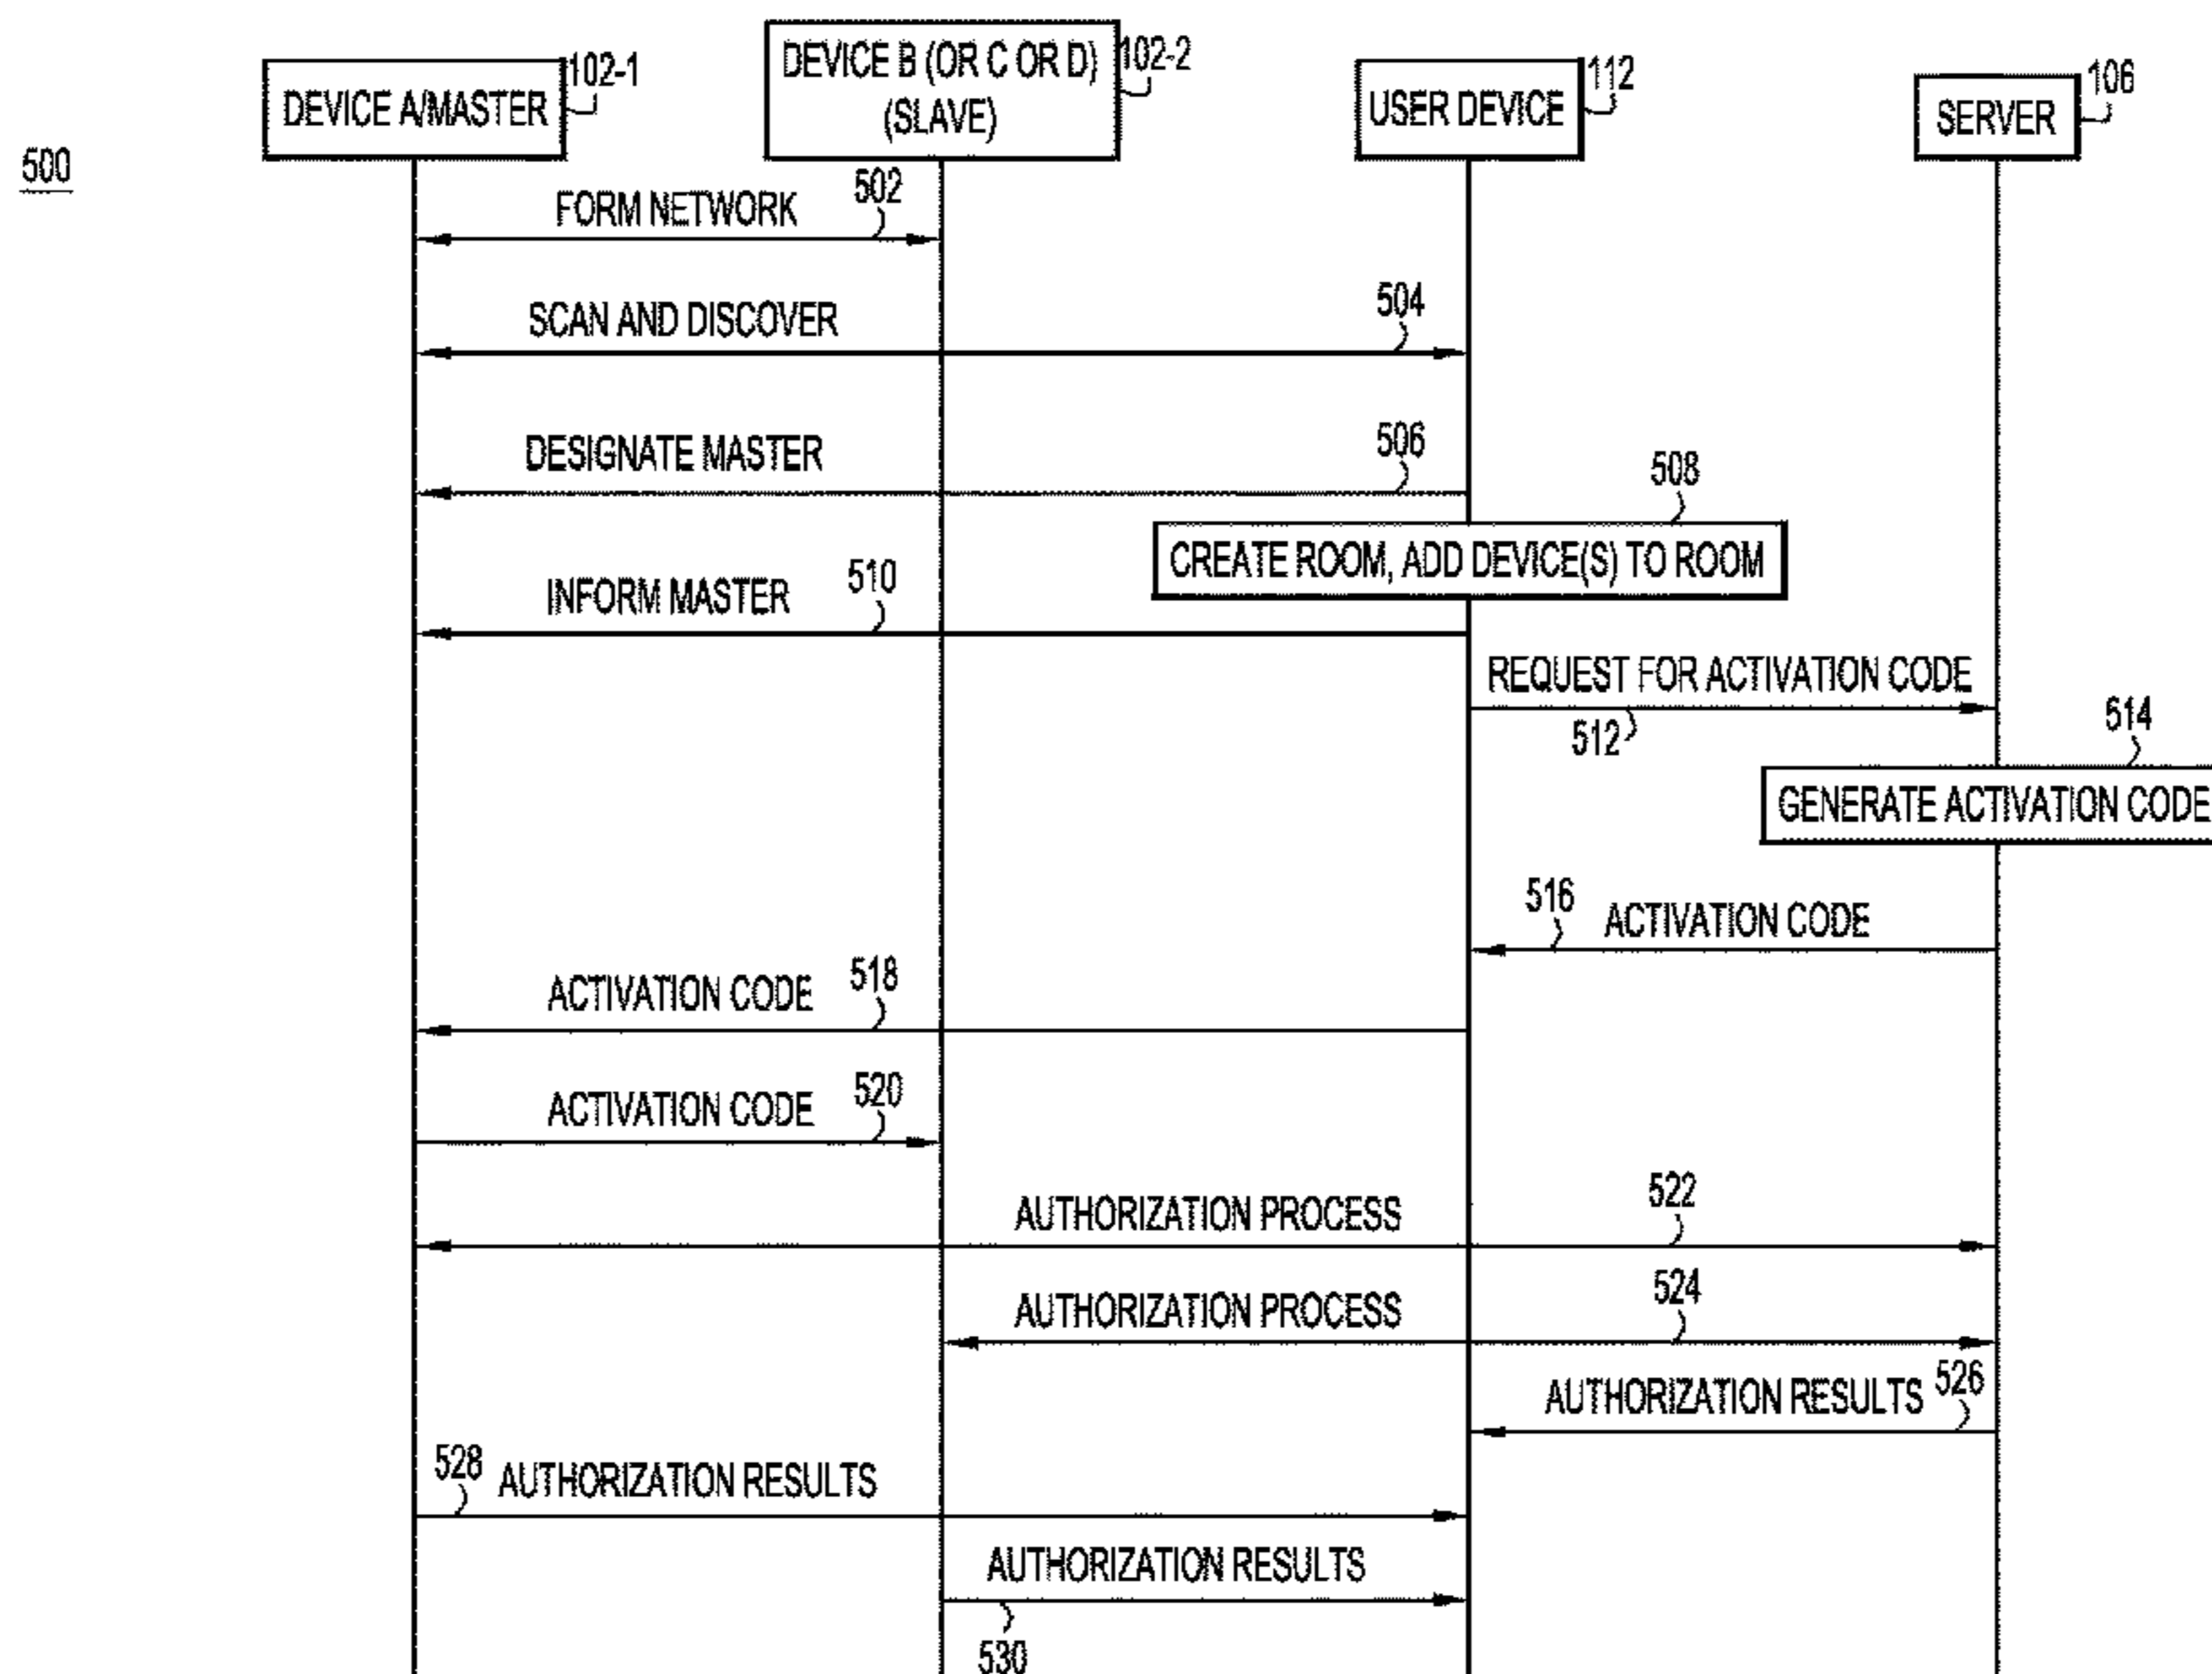 500
DEVICE A/MASTER
102-1
DEVICE B (OR C OR D)
(SLAVE)
102-2
USER DEVICE
112
SERVER
106
FORM NETWORK
502
SCAN AND DISCOVER
504
DESIGNATE MASTER
506
508
CREATE ROOM, ADD DEVICE(S) TO ROOM
INFORM MASTER
510
REQUEST FOR ACTIVATION CODE
512
514
GENERATE ACTIVATION CODE
516
ACTIVATION CODE
ACTIVATION CODE
518
ACTIVATION CODE
520
AUTHORIZATION PROCESS
522
AUTHORIZATION PROCESS
524
AUTHORIZATION RESULTS
526
528
AUTHORIZATION RESULTS
AUTHORIZATION RESULTS
530